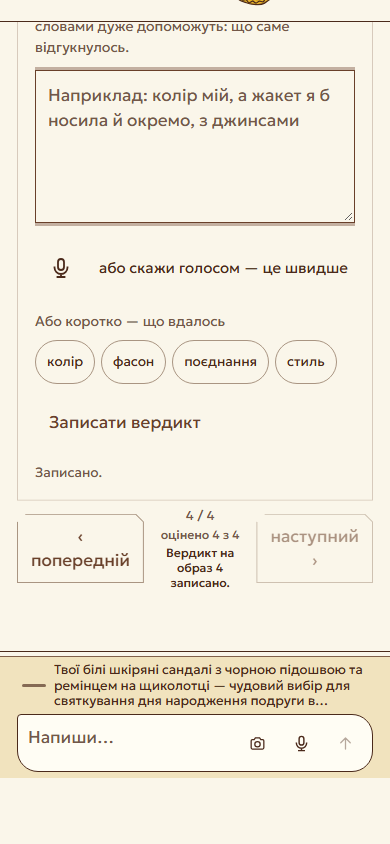 словами дуже допоможуть: що саме
відгукнулось.
Наприклад: колір мій, а жакет я б
носила й окремо, з джинсами
або скажи голосом — це швидше
Або коротко — що вдалось
колір
фасон
поєднання
стиль
Записати вердикт
Записано.
‹
попередній
4 / 4
оцінено 4 з 4
Вердикт на
образ 4
записано.
наступний
›
Твої білі шкіряні сандалі з чорною підошвою та
ремінцем на щиколотці — чудовий вибір для
святкування дня народження подруги в…
Напиши…